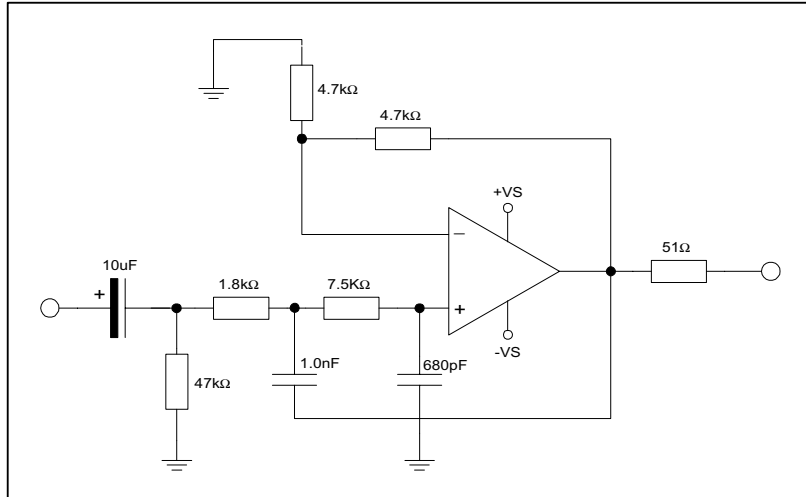 4.7kΩ
4.7kΩ
+VS
−
51Ω
10uF
+
1.8kΩ
7.5KΩ
+
-VS
1.0nF
680pF
47kΩ